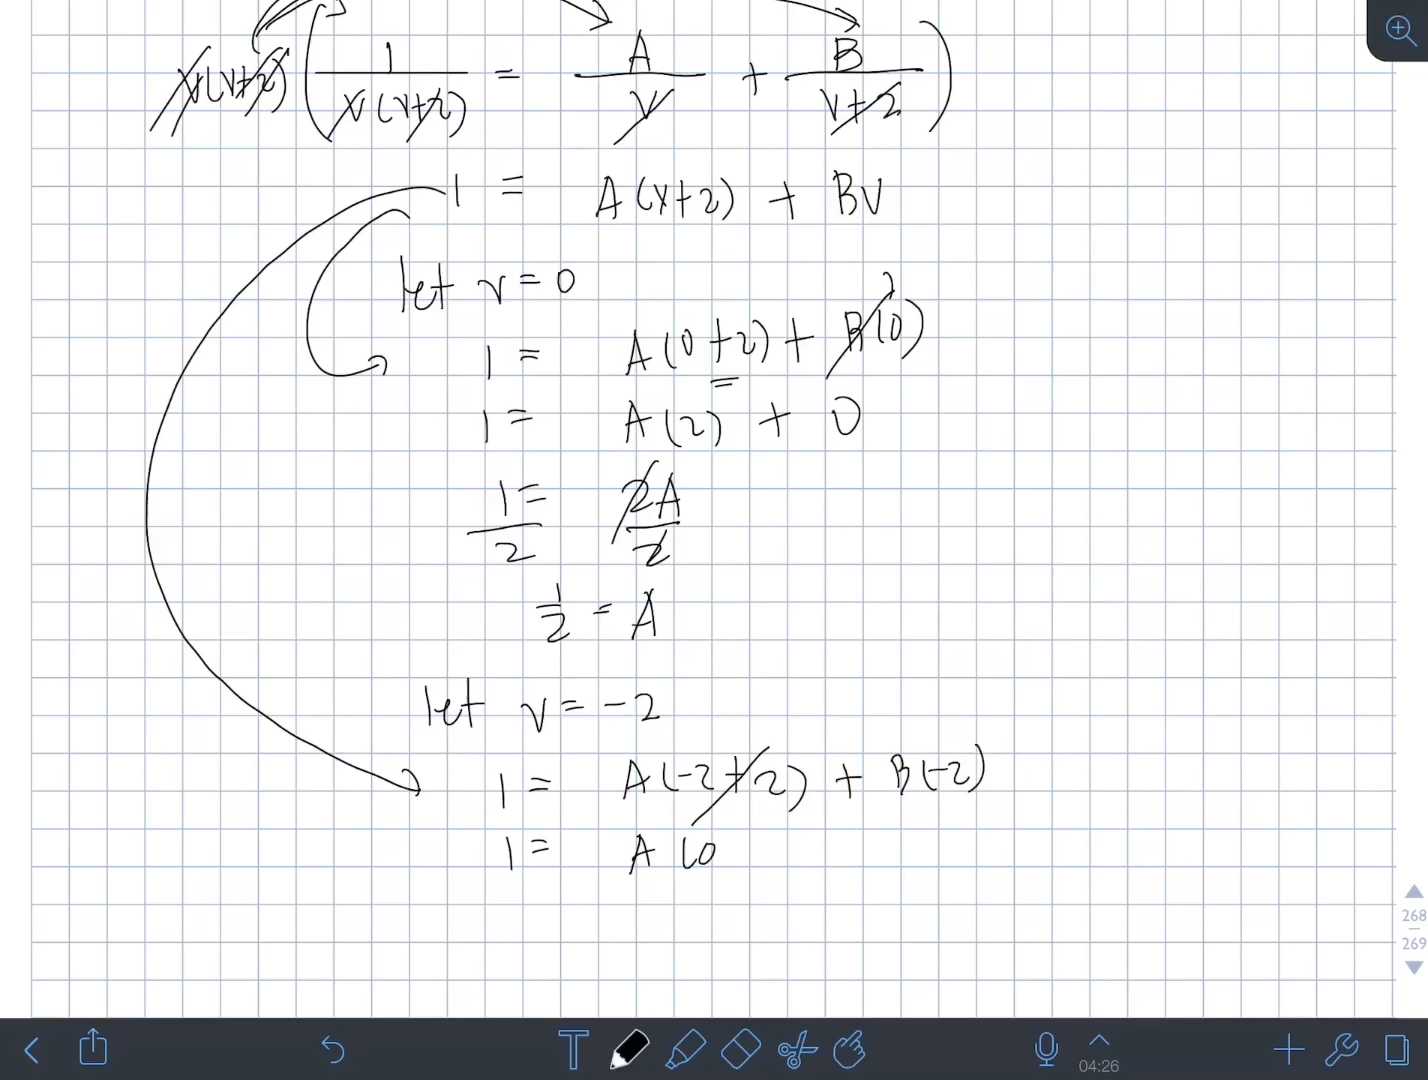 v(v+2) ( 1/v(v+2) = A/v + B/v+2 )
1 = A(v+2) + BV
let v = 0
1 = A(0+2) + B(0)
1 = A(2) + 0
1/2 = 2A/2
1/2 = A
let v = -2
1 = A(-2+2) + B(-2)
1 = A (0
268
269
T
04:26